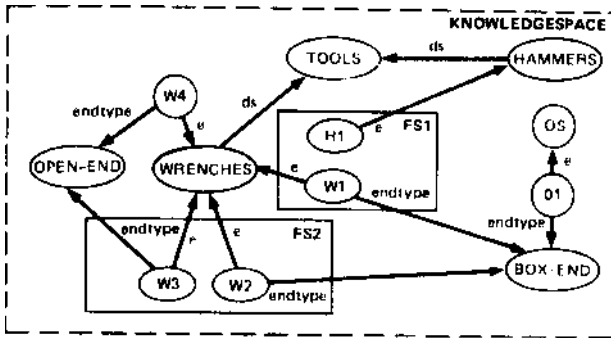 KNOWLEDGESPACE
TOOLS
ds
HAMMERS
W4
ds
endtype
e
H1
e
FS1
OS
OPEN-END
WRENCHES
e
W1
endtype
e
01
endtype
endtype
e
e
FS2
BOX-END
W3
W2
endtype